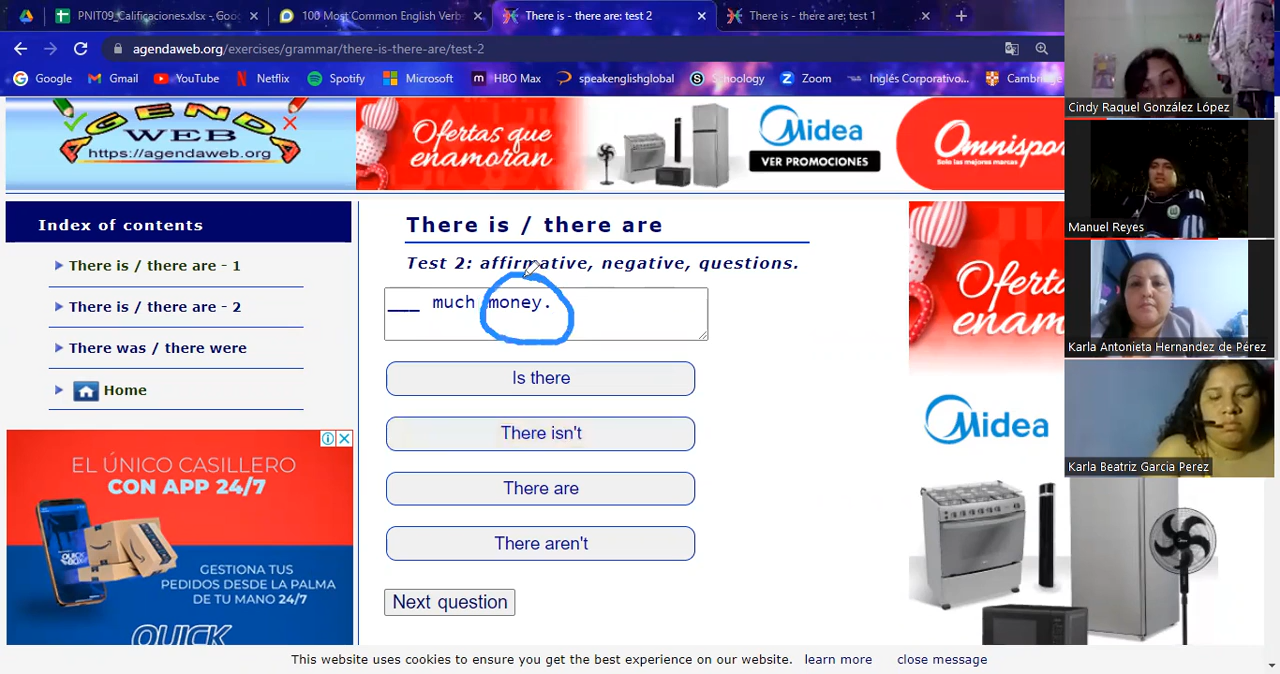 PNIT09_Calificaciones.xlsx - Goo
100 Most Common English Verb
There is - there are: test 2
There is - there are: test 1
agendaweb.org/exercises/grammar/there-is-there-are/test-2
Google
Gmail
YouTube
Netflix
Spotify
Microsoft
HBO Max
speakenglishglobal
Schoology
Zoom
Inglés Corporativo...
Cambridge
Cindy Raquel González López
Manuel Reyes
Karla Antonieta Hernandez de Pérez
Karla Beatriz Garcia Perez
AGENDA
WEB
https://agendaweb.org
Ofertas que
enamoran
Midea
VER PROMOCIONES
Omnispo
Solo las mejores marcas
Index of contents
There is / there are - 1
There is / there are - 2
There was / there were
Home
There is / there are
Test 2: affirmative, negative, questions.
___ much money.
Is there
There isn't
There are
There aren't
Next question
EL ÚNICO CASILLERO
CON APP 24/7
GESTIONA TUS
PEDIDOS DESDE LA PALMA
DE TU MANO 24/7
QUICK
Oferta
enam
Midea
This website uses cookies to ensure you get the best experience on our website. learn more close message